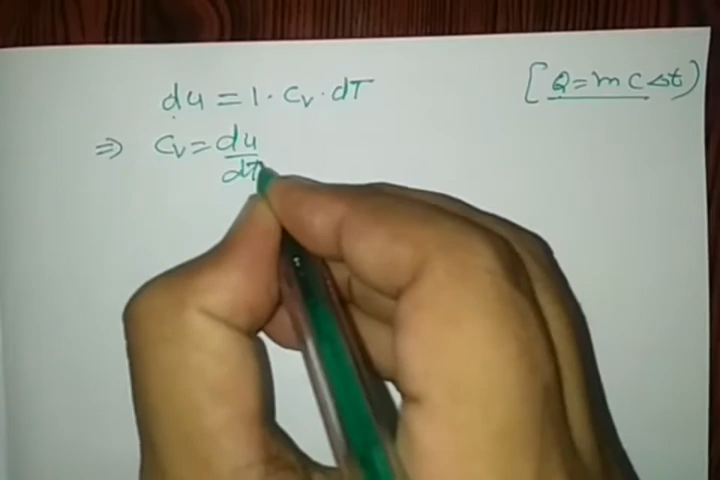 du = 1 · Cv · dT [Q = mcΔt)
⇒ Cv = du/dT